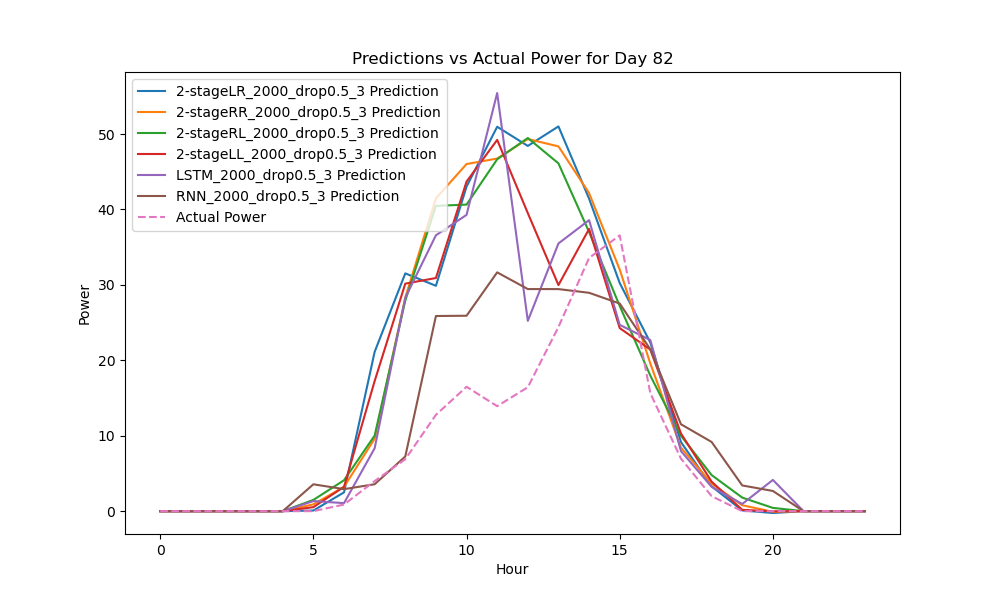 Predictions vs Actual Power for Day 82
2-stageLR_2000_drop0.5_3 Prediction
2-stageRR_2000_drop0.5_3 Prediction
2-stageRL_2000_drop0.5_3 Prediction
2-stageLL_2000_drop0.5_3 Prediction
LSTM_2000_drop0.5_3 Prediction
RNN_2000_drop0.5_3 Prediction
Actual Power
Power
50
40
30
20
10
0
0 5 10 15 20
Hour